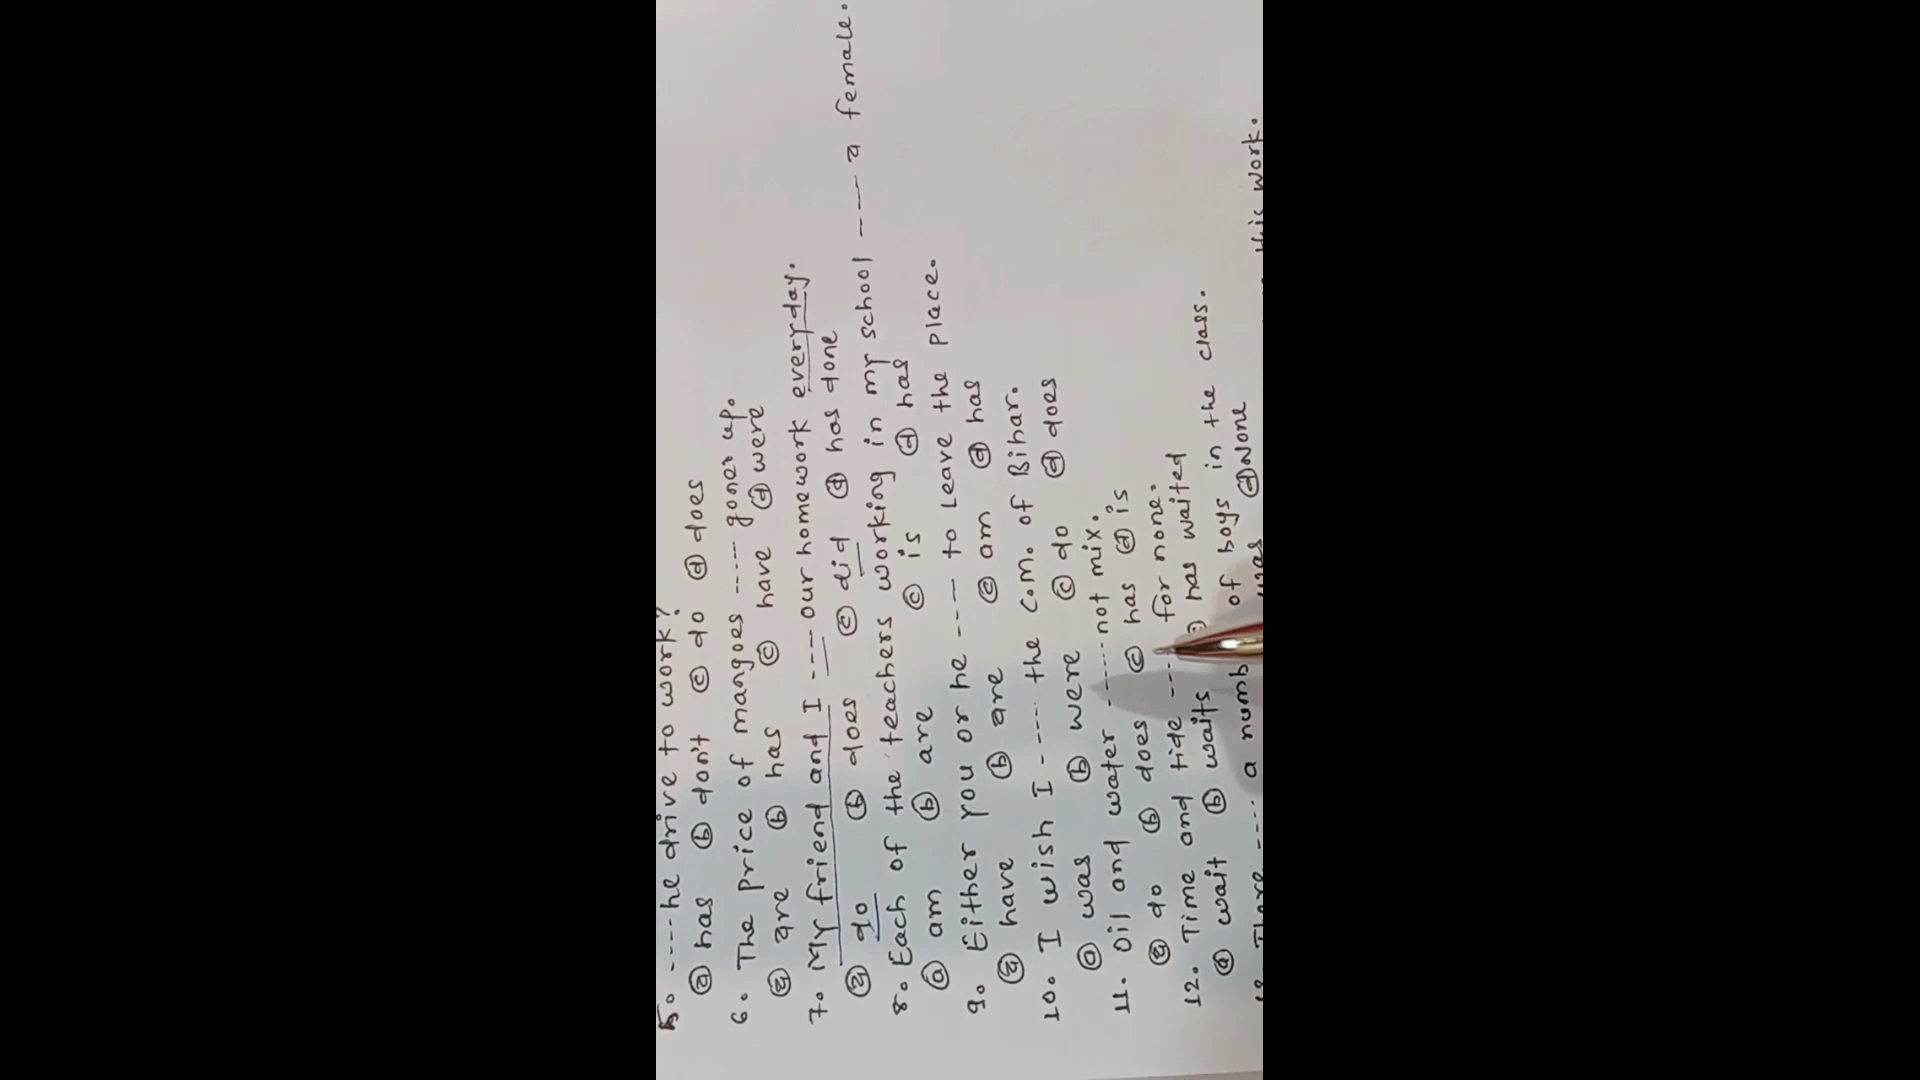 5. ---- he drive to work?
(a) has (b) don't (c) do (d) does
6. The price of mangoes ----- gone up.
(a) are (b) has (c) have (d) were
7. My friend and I ---- our homework everyday.
(a) do (b) does (c) did (d) has done
8. Each of the teachers working in my school ---- a female.
(a) am (b) are (c) is (d) has
9. Either you or he --- to leave the place.
(a) have (b) are (c) am (d) has
10. I wish I ---- the C.M. of Bihar.
(a) was (b) were (c) do (d) does
11. Oil and water ----- not mix.
(a) do (b) does (c) has (d) is
12. Time and tide ---- for none.
(a) wait (b) waits has waited
There ---- a of boys in the class.
was (d) None
this work.